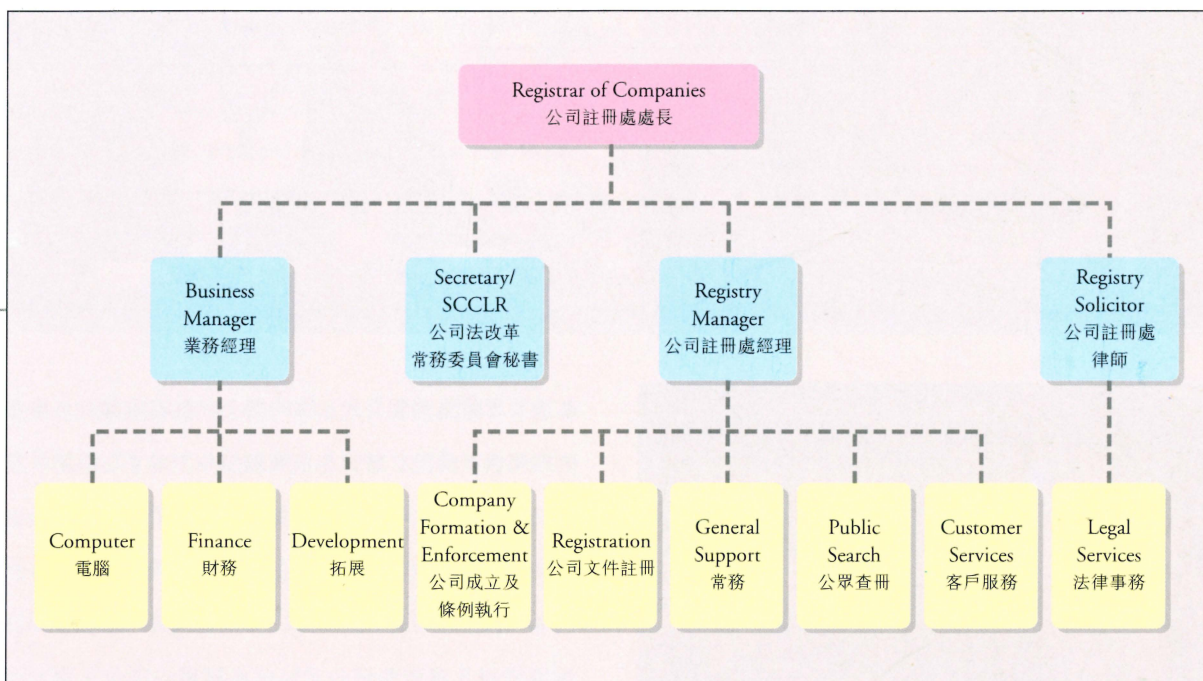 Registrar of Companies
公司註冊處處長
Business
Manager
業務經理
Secretary/
SCCLR
公司法改革
常務委員會秘書
Registry
Manager
公司註冊處經理
Registry
Solicitor
公司註冊處
律師
Computer
電腦
Finance
財務
Development
拓展
Company
Formation &
Enforcement
公司成立及
條例執行
Registration
公司文件註冊
General
Support
常務
Public
Search
公眾查冊
Customer
Services
客戶服務
Legal
Services
法律事務